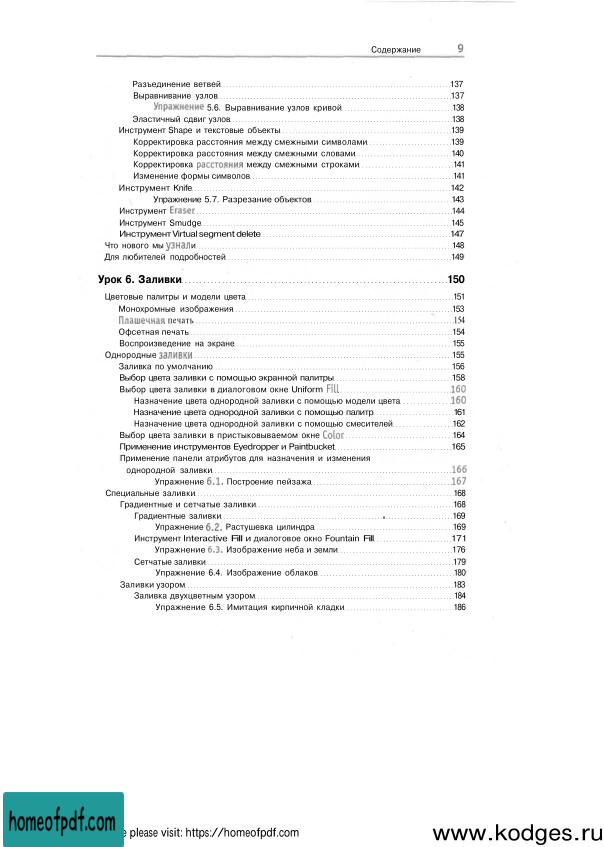 Содержание 9
Разъединение ветвей 137
Выравнивание узлов 137
Упражнение 5.6. Выравнивание узлов кривой 138
Эластичный сдвиг узлов 138
Инструмент Shape и текстовые объекты 139
Корректировка расстояния между смежными символами 139
Корректировка расстояния между смежными словами 140
Корректировка расстояния между смежными строками 141
Изменение формы символов 141
Инструмент Knife 142
Упражнение 5.7. Разрезание объектов 143
Инструмент Eraser 144
Инструмент Smudge 145
Инструмент Virtual segment delete 147
Что нового мы узнали 148
Для любителей подробностей 149
Урок 6. Заливки 150
Цветовые палитры и модели цвета 151
Монохромные изображения 153
Плашечная печать 154
Офсетная печать 154
Воспроизведение на экране 155
Однородные заливки 155
Заливка по умолчанию 156
Выбор цвета заливки с помощью экранной палитры 158
Выбор цвета заливки в диалоговом окне Uniform Fill 160
Назначение цвета однородной заливки с помощью модели цвета 160
Назначение цвета однородной заливки с помощью палитр 161
Назначение цвета однородной заливки с помощью смесителей 162
Выбор цвета заливки в пристыковываемом окне Color 164
Применение инструментов Eyedropper и Paintbucket 165
Применение панели атрибутов для назначения и изменения
однородной заливки 166
Упражнение 6.1. Построение пейзажа 167
Специальные заливки 168
Градиентные и сетчатые заливки 168
Градиентные заливки 169
Упражнение 6.2. Растушевка цилиндра 169
Инструмент Interactive Fill и диалоговое окно Fountain Fill 171
Упражнение 6.3. Изображение неба и земли 176
Сетчатые заливки 179
Упражнение 6.4. Изображение облаков 180
Заливки узором 183
Заливка двухцветным узором 184
Упражнение 6.5. Имитация кирпичной кладки 186
homeofpdf.com
e please visit: https://homeofpdf.com
www.kodges.ru